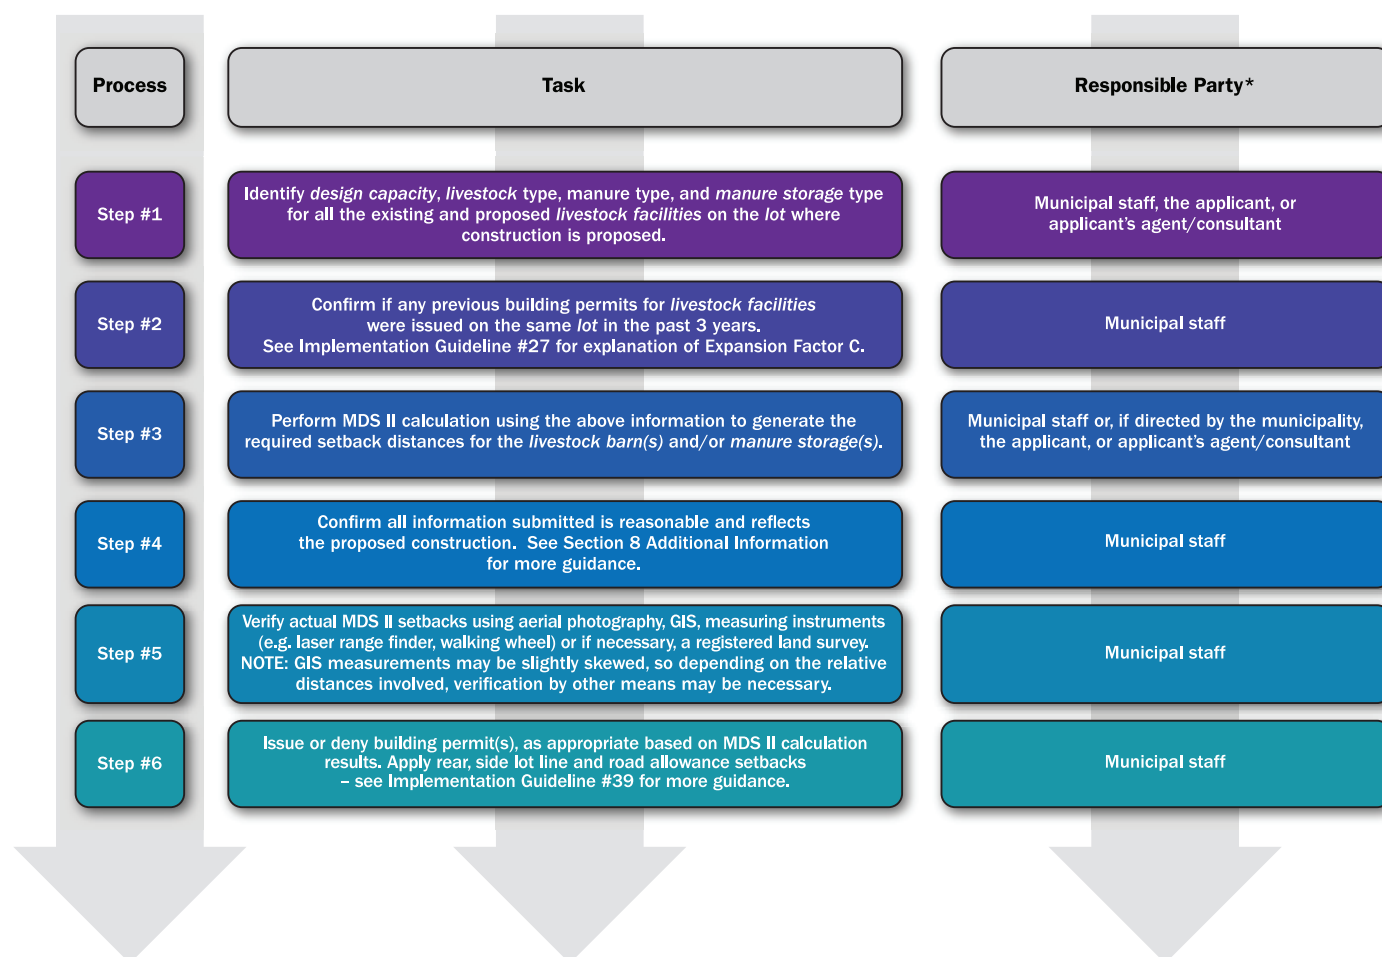 Process
Task
Responsible Party*
Step #1
Identify design capacity, livestock type, manure type, and manure storage type
for all the existing and proposed livestock facilities on the lot where
construction is proposed.
Municipal staff, the applicant, or
applicant's agent/consultant
Step #2
Confirm if any previous building permits for livestock facilities
were issued on the same lot in the past 3 years.
See Implementation Guideline #27 for explanation of Expansion Factor C.
Municipal staff
Step #3
Perform MDS II calculation using the above information to generate the
required setback distances for the livestock barn(s) and/or manure storage(s).
Municipal staff or, if directed by the municipality,
the applicant, or applicant's agent/consultant
Step #4
Confirm all information submitted is reasonable and reflects
the proposed construction. See Section 8 Additional Information
for more guidance.
Municipal staff
Step #5
Verify actual MDS II setbacks using aerial photography, GIS, measuring instruments
(e.g. laser range finder, walking wheel) or if necessary, a registered land survey.
NOTE: GIS measurements may be slightly skewed, so depending on the relative
distances involved, verification by other means may be necessary.
Municipal staff
Step #6
Issue or deny building permit(s), as appropriate based on MDS II calculation
results. Apply rear, side lot line and road allowance setbacks
– see Implementation Guideline #39 for more guidance.
Municipal staff